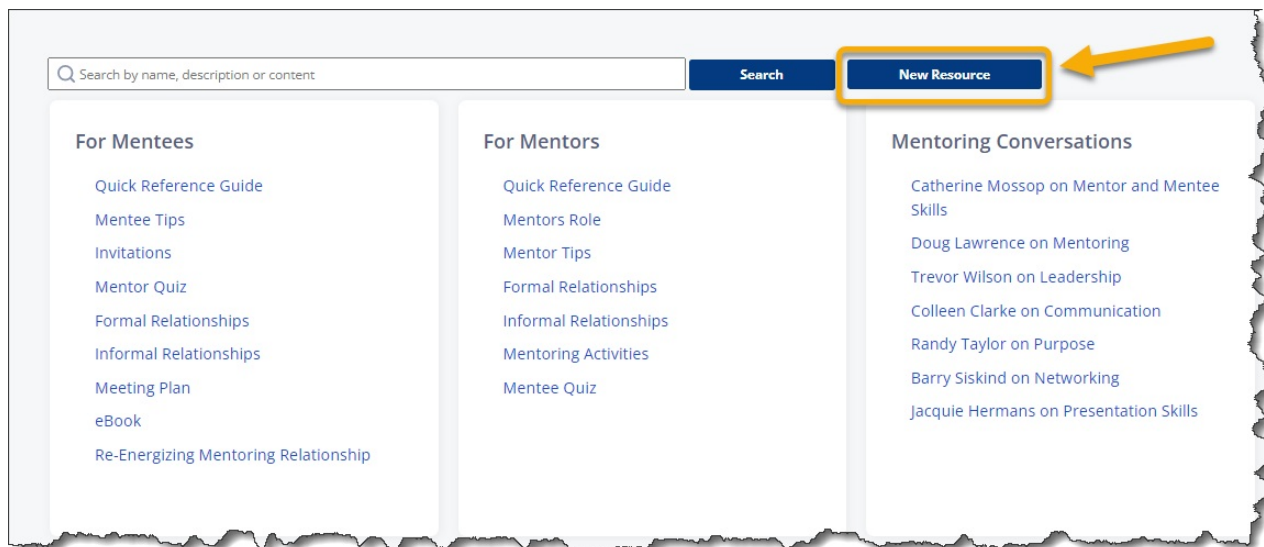 Search by name, description or content
Search
New Resource
For Mentees
Quick Reference Guide
Mentee Tips
Invitations
Mentor Quiz
Formal Relationships
Informal Relationships
Meeting Plan
eBook
Re-Energizing Mentoring Relationship
For Mentors
Quick Reference Guide
Mentors Role
Mentor Tips
Formal Relationships
Informal Relationships
Mentoring Activities
Mentee Quiz
Mentoring Conversations
Catherine Mossop on Mentor and Mentee
Skills
Doug Lawrence on Mentoring
Trevor Wilson on Leadership
Colleen Clarke on Communication
Randy Taylor on Purpose
Barry Siskind on Networking
Jacquie Hermans on Presentation Skills